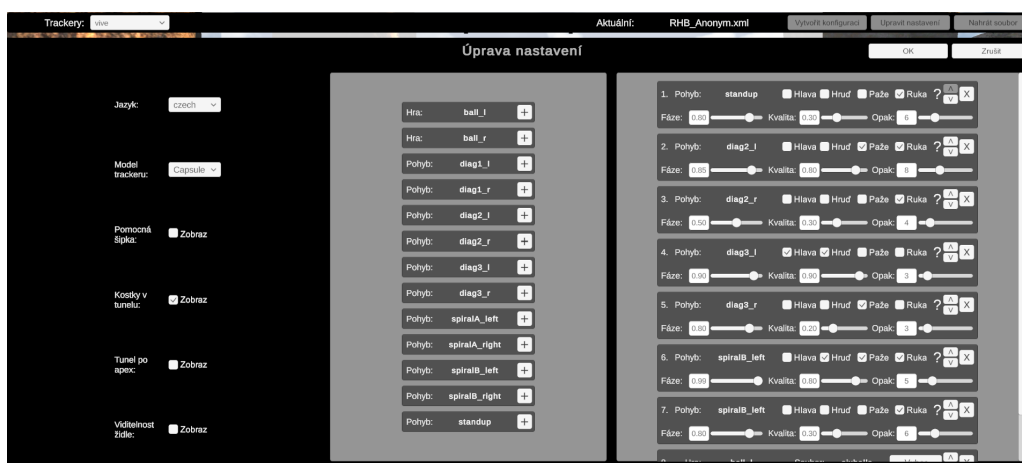 Trackery: vive Aktuální: RHB_Anonym.xml Vytvořit konfiguraci Upravit nastavení Nahrát soubor
Úprava nastavení OK Zrušit
Jazyk: czech
Model trackeru: Capsule
Pomocná šipka: Zobraz
Kostky v tunelu: Zobraz
Tunel po apex: Zobraz
Viditelnost židle: Zobraz
Hra: ball_l +
Hra: ball_r +
Pohyb: diag1_l +
Pohyb: diag1_r +
Pohyb: diag2_l +
Pohyb: diag2_r +
Pohyb: diag3_l +
Pohyb: diag3_r +
Pohyb: spiralA_left +
Pohyb: spiralA_right +
Pohyb: spiralB_left +
Pohyb: spiralB_right +
Pohyb: standup +
1. Pohyb: standup Hlava Hruď Paže Ruka ? ^ v X
Fáze: 0.80 Kvalita: 0.30 Opak: 6
2. Pohyb: diag2_l Hlava Hruď Paže Ruka ? ^ v X
Fáze: 0.85 Kvalita: 0.80 Opak: 8
3. Pohyb: diag2_r Hlava Hruď Paže Ruka ? ^ v X
Fáze: 0.50 Kvalita: 0.30 Opak: 4
4. Pohyb: diag3_l Hlava Hruď Paže Ruka ? ^ v X
Fáze: 0.90 Kvalita: 0.90 Opak: 3
5. Pohyb: diag3_r Hlava Hruď Paže Ruka ? ^ v X
Fáze: 0.80 Kvalita: 0.20 Opak: 3
6. Pohyb: spiralB_left Hlava Hruď Paže Ruka ? ^ v X
Fáze: 0.99 Kvalita: 0.80 Opak: 5
7. Pohyb: spiralB_left Hlava Hruď Paže Ruka ? ^ v X
Fáze: 0.80 Kvalita: 0.30 Opak: 6